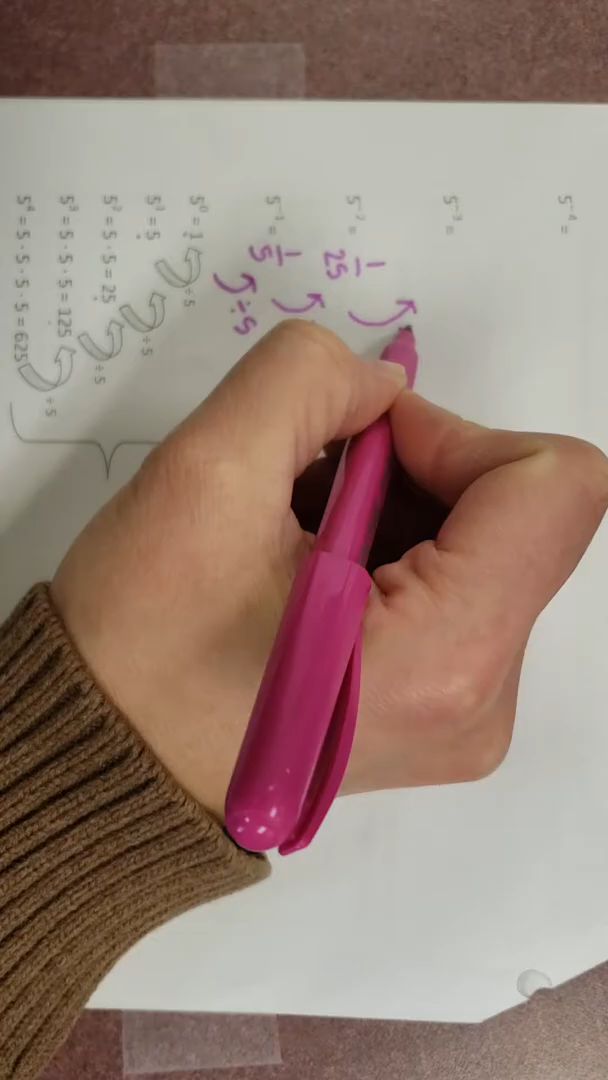 5⁻⁴ =
5⁻³ =
5⁻² = 1/25
5⁻¹ = 1/5
÷5
5⁰ = 1
÷ 5
5¹ = 5
÷ 5
5² = 5 · 5 = 25
÷ 5
5³ = 5 · 5 · 5 = 125
÷ 5
5⁴ = 5 · 5 · 5 · 5 = 625